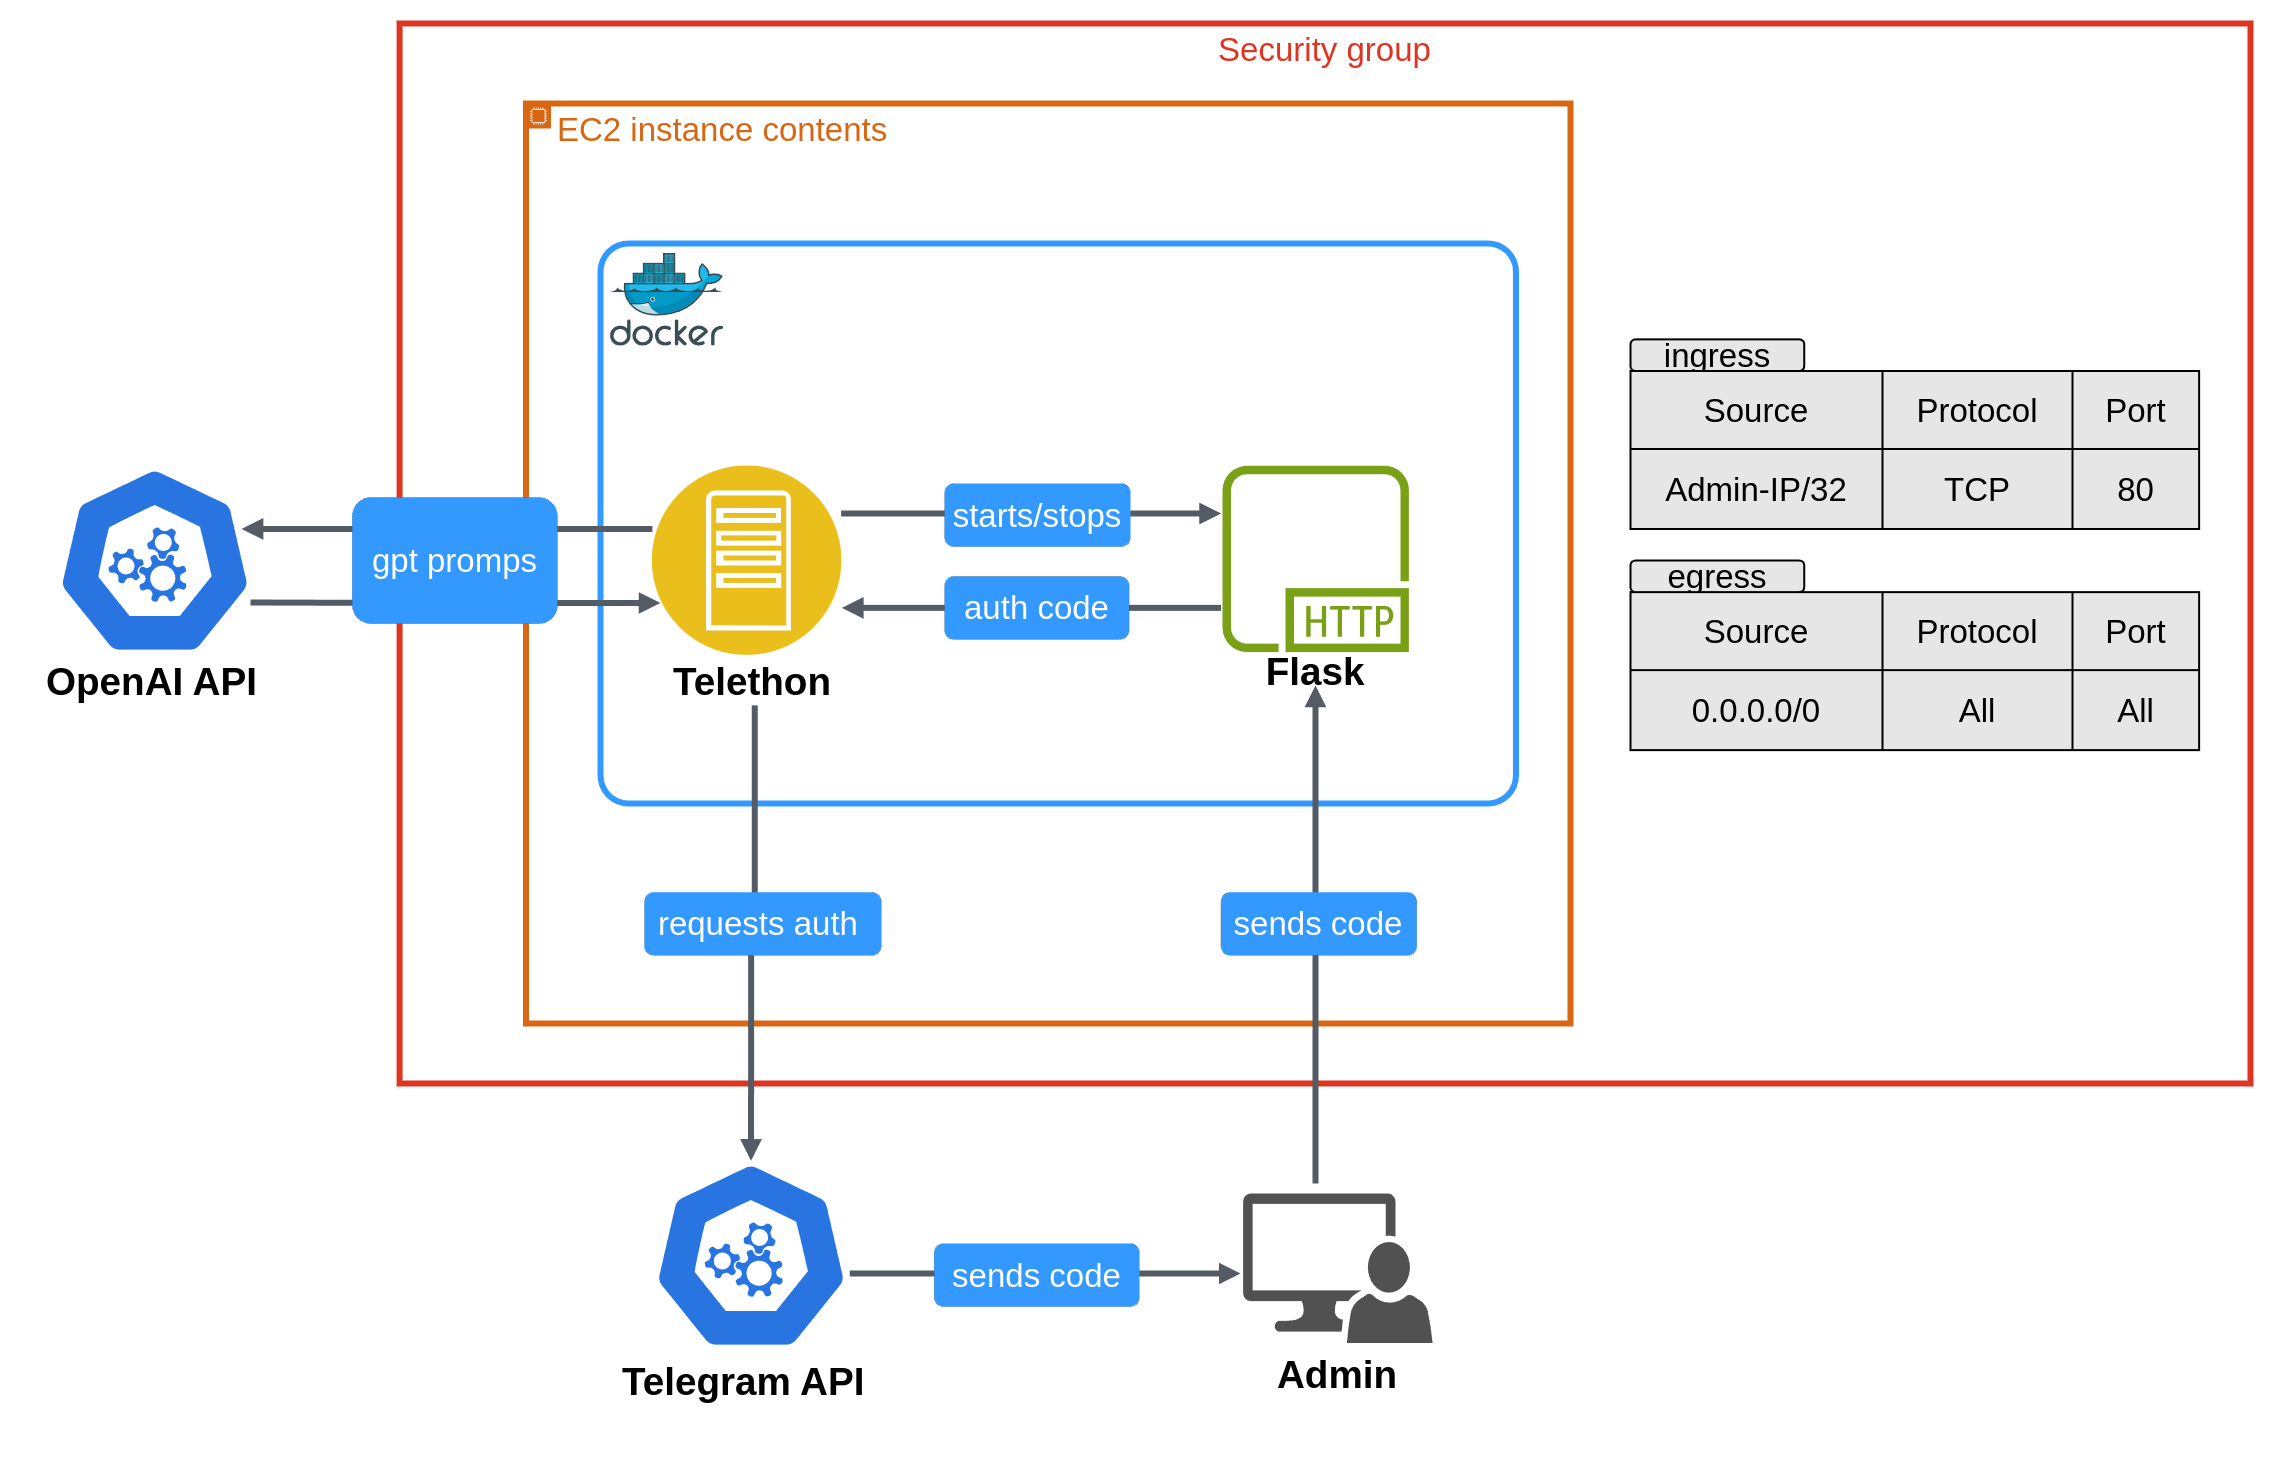 Security group
EC2 instance contents
docker
ingress
Source Protocol Port
Admin-IP/32 TCP 80
egress
Source Protocol Port
0.0.0.0/0 All All
gpt promps
starts/stops
auth code
HTTP
OpenAI API
Telethon
Flask
requests auth
sends code
sends code
Telegram API
Admin